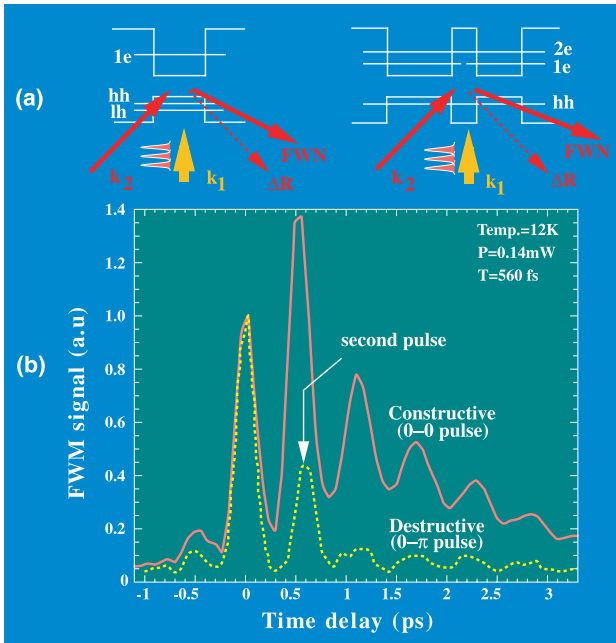 (a)
1e
hh
lh
k2
k1
FWN
ΔR
2e
1e
hh
k2
k1
FWN
ΔR
(b)
FWM signal (a.u)
1.4
1.2
1.0
0.8
0.6
0.4
0.2
0
Temp.=12K
P=0.14mW
T=560 fs
second pulse
Constructive
(0–0 pulse)
Destructive
(0–π pulse)
-1 -0.5 0 0.5 1 1.5 2 2.5 3
Time delay (ps)